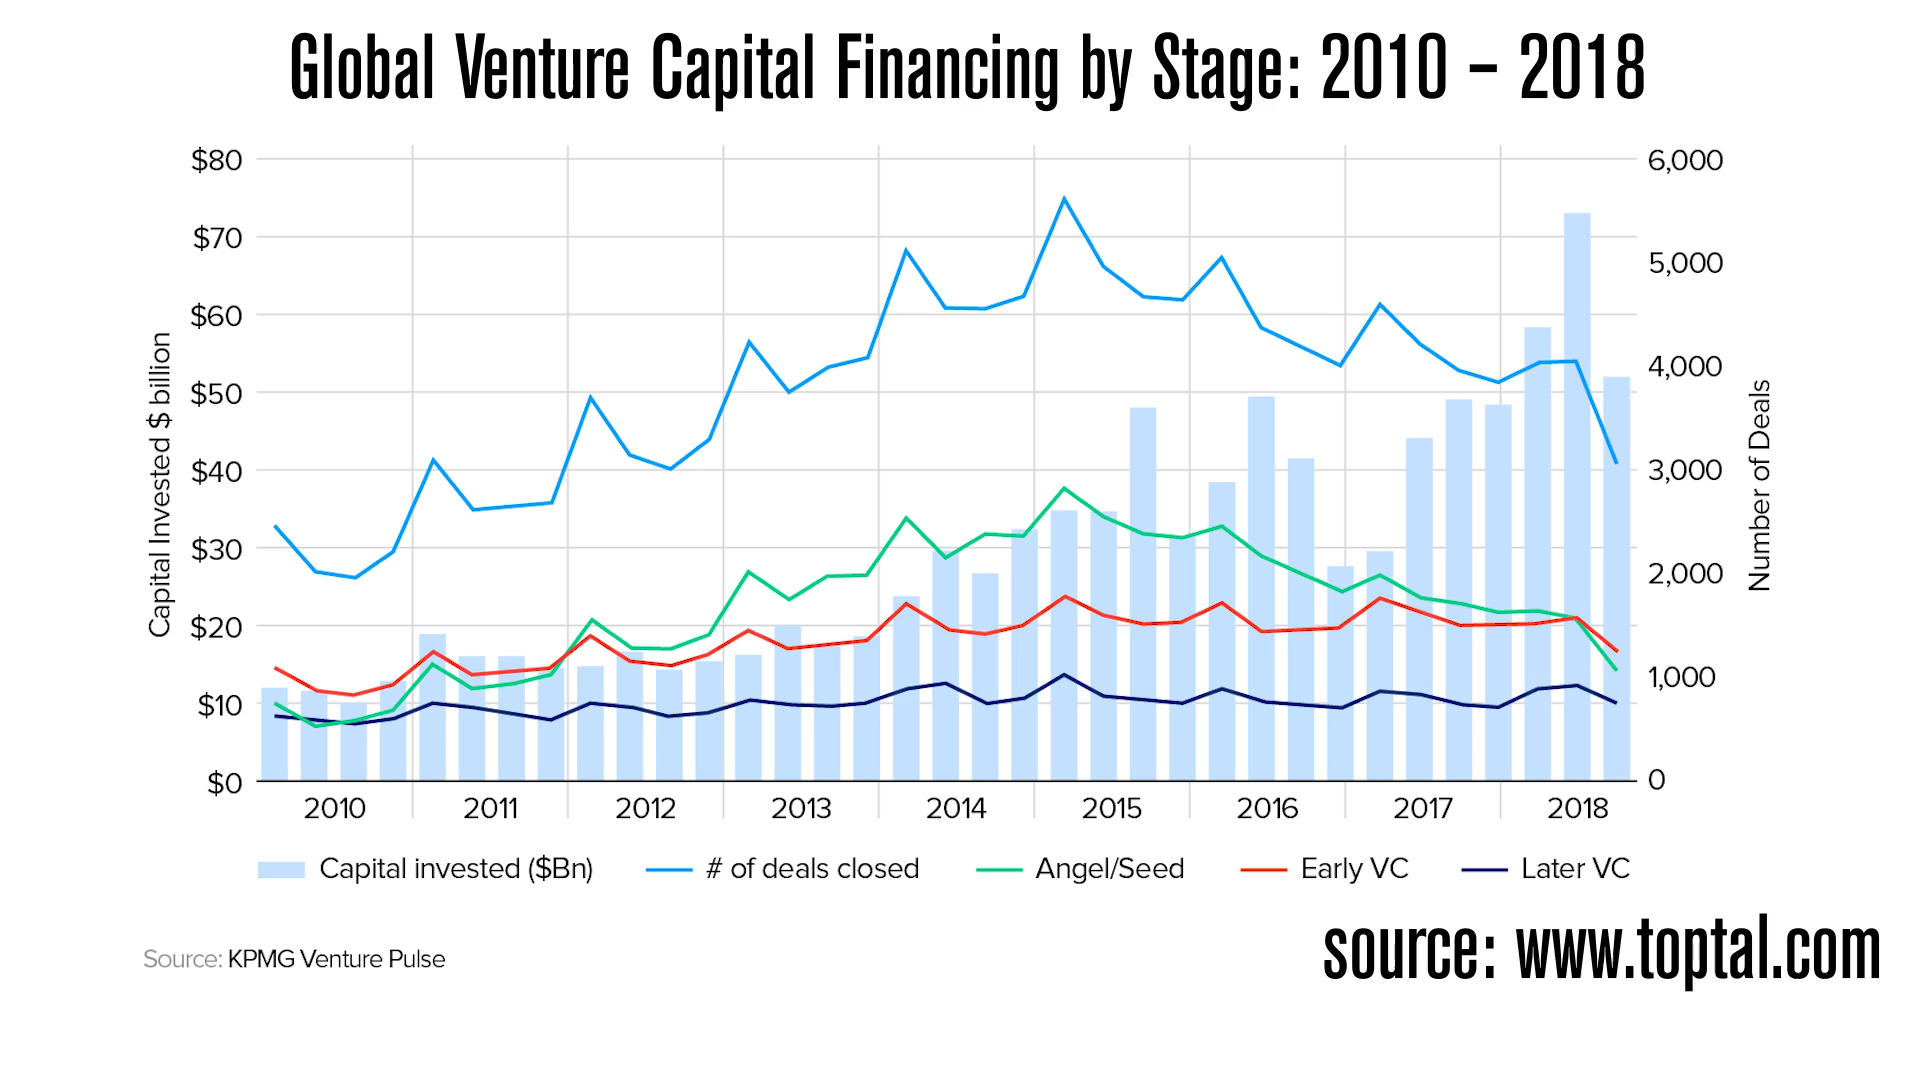 Global Venture Capital Financing by Stage: 2010 – 2018
$80
$70
$60
$50
$40
$30
$20
$10
$0
Capital Invested $ billion
6,000
5,000
4,000
3,000
2,000
1,000
0
Number of Deals
2010 2011 2012 2013 2014 2015 2016 2017 2018
Capital invested ($Bn) # of deals closed Angel/Seed Early VC Later VC
Source: KPMG Venture Pulse
source: www.toptal.com